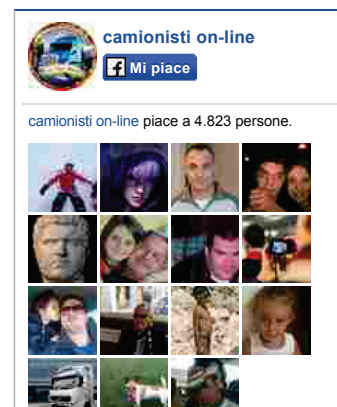 camionisti on-line
f Mi piace
camionisti on-line piace a 4.823 persone.